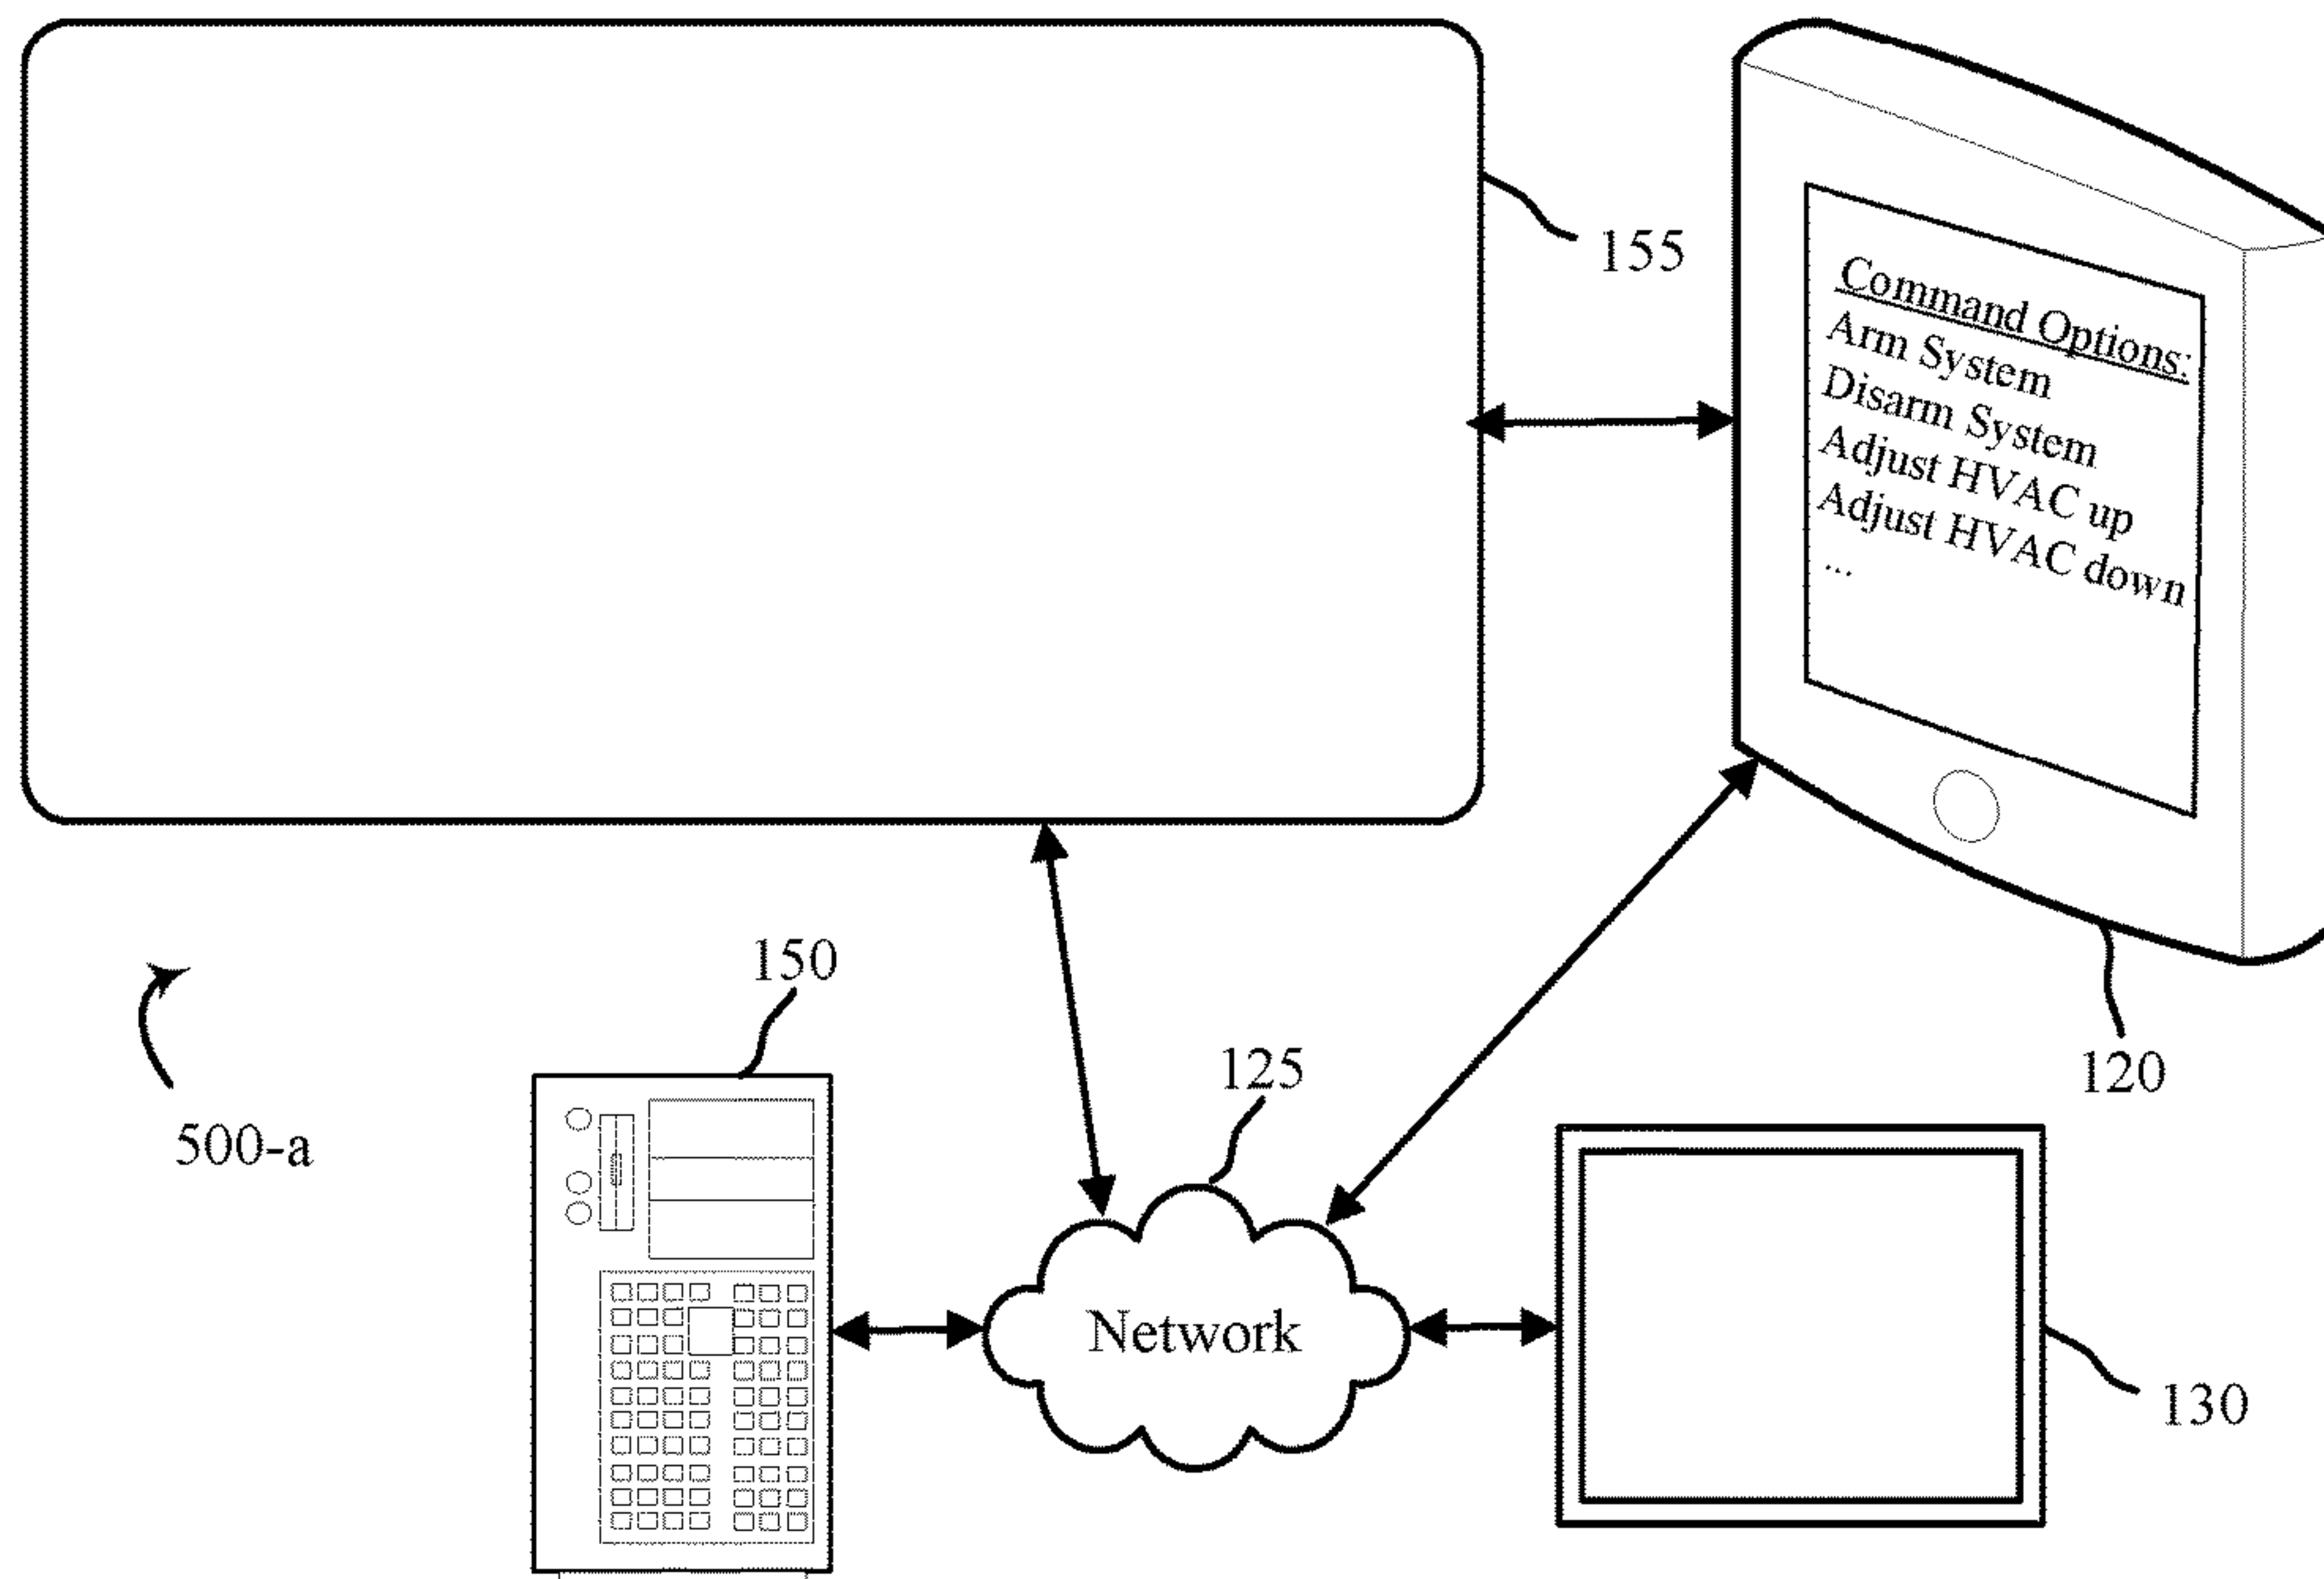 155
Command Options:
Arm System
Disarm System
Adjust HVAC up
Adjust HVAC down
...
150
120
125
500-a
Network
130